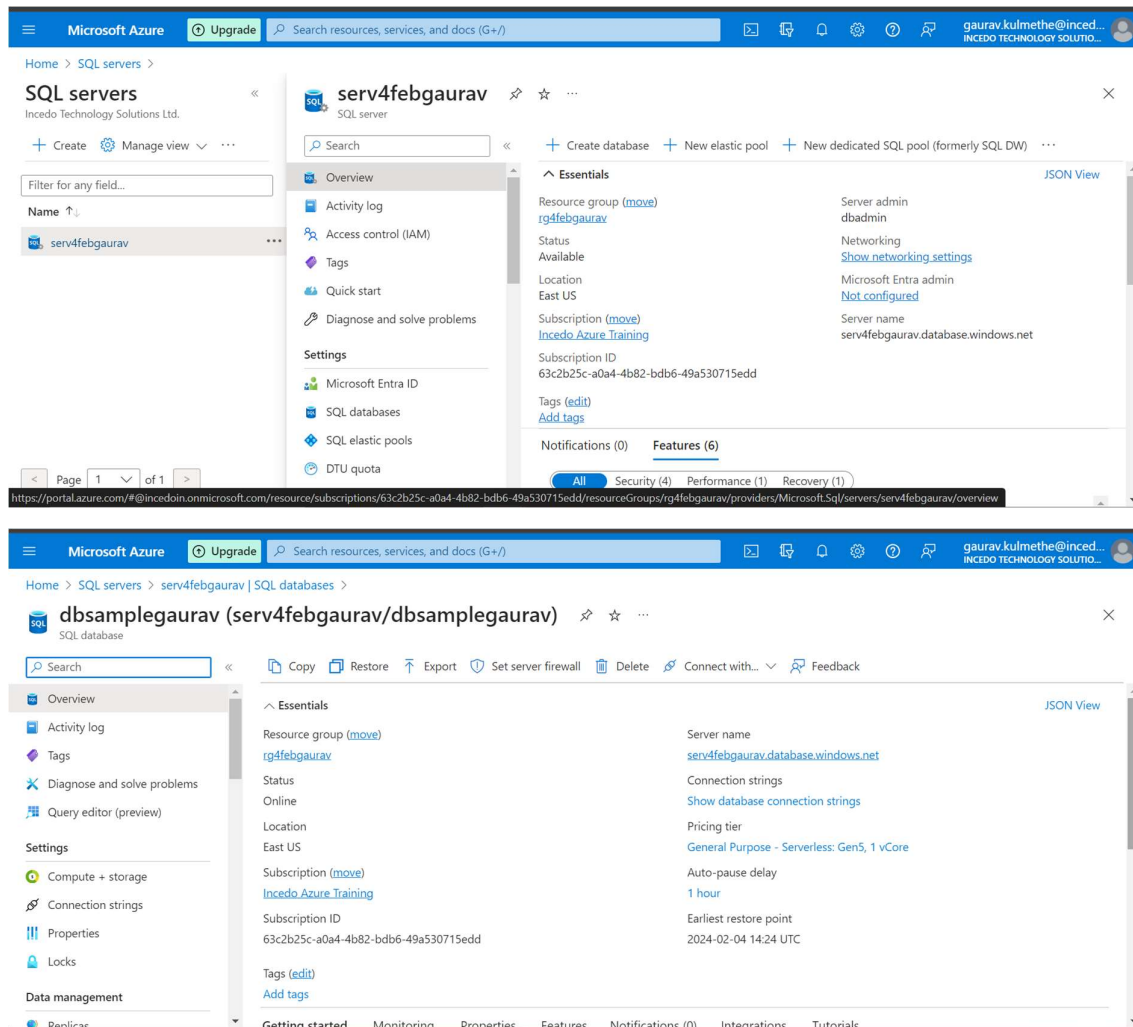 Microsoft Azure
Upgrade
Search resources, services, and docs (G+/)
gaurav.kulmethe@inced...
INCEDO TECHNOLOGY SOLUTIO...
Home > SQL servers >
SQL servers
Incedo Technology Solutions Ltd.
Create Manage view ...
Filter for any field...
Name ↑↓
serv4febgaurav ...
< Page 1 of 1 >
SQL serv4febgaurav ...
SQL server
Search
Overview
Activity log
Access control (IAM)
Tags
Quick start
Diagnose and solve problems
Settings
Microsoft Entra ID
SQL databases
SQL elastic pools
DTU quota
+ Create database + New elastic pool + New dedicated SQL pool (formerly SQL DW) ...
Essentials
JSON View
Resource group (move)
rg4febgaurav
Status
Available
Location
East US
Subscription (move)
Incedo Azure Training
Subscription ID
63c2b25c-a0a4-4b82-bdb6-49a530715edd
Tags (edit)
Add tags
Server admin
dbadmin
Networking
Show networking settings
Microsoft Entra admin
Not configured
Server name
serv4febgaurav.database.windows.net
Notifications (0) Features (6)
All Security (4) Performance (1) Recovery (1)
https://portal.azure.com/#@incedoin.onmicrosoft.com/resource/subscriptions/63c2b25c-a0a4-4b82-bdb6-49a530715edd/resourceGroups/rg4febgaurav/providers/Microsoft.Sql/servers/serv4febgaurav/overview
Microsoft Azure
Upgrade
Search resources, services, and docs (G+/)
gaurav.kulmethe@inced...
INCEDO TECHNOLOGY SOLUTIO...
Home > SQL servers > serv4febgaurav | SQL databases >
SQL dbsamplegaurav (serv4febgaurav/dbsamplegaurav) ...
SQL database
Search
Overview
Activity log
Tags
Diagnose and solve problems
Query editor (preview)
Settings
Compute + storage
Connection strings
Properties
Locks
Data management
Replicas
Copy Restore Export Set server firewall Delete Connect with... Feedback
Essentials
JSON View
Resource group (move)
rg4febgaurav
Status
Online
Location
East US
Subscription (move)
Incedo Azure Training
Subscription ID
63c2b25c-a0a4-4b82-bdb6-49a530715edd
Tags (edit)
Add tags
Server name
serv4febgaurav.database.windows.net
Connection strings
Show database connection strings
Pricing tier
General Purpose - Serverless: Gen5, 1 vCore
Auto-pause delay
1 hour
Earliest restore point
2024-02-04 14:24 UTC
Getting started Monitoring Properties Features Notifications (0) Integrations Tutorials